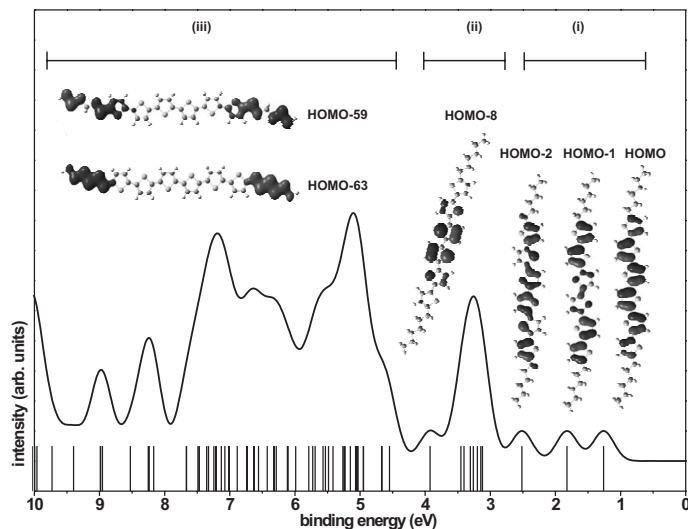 (iii) (ii) (i)
HOMO-59
HOMO-8
HOMO-2 HOMO-1 HOMO
HOMO-63
intensity (arb. units)
10 9 8 7 6 5 4 3 2 1 0
binding energy (eV)